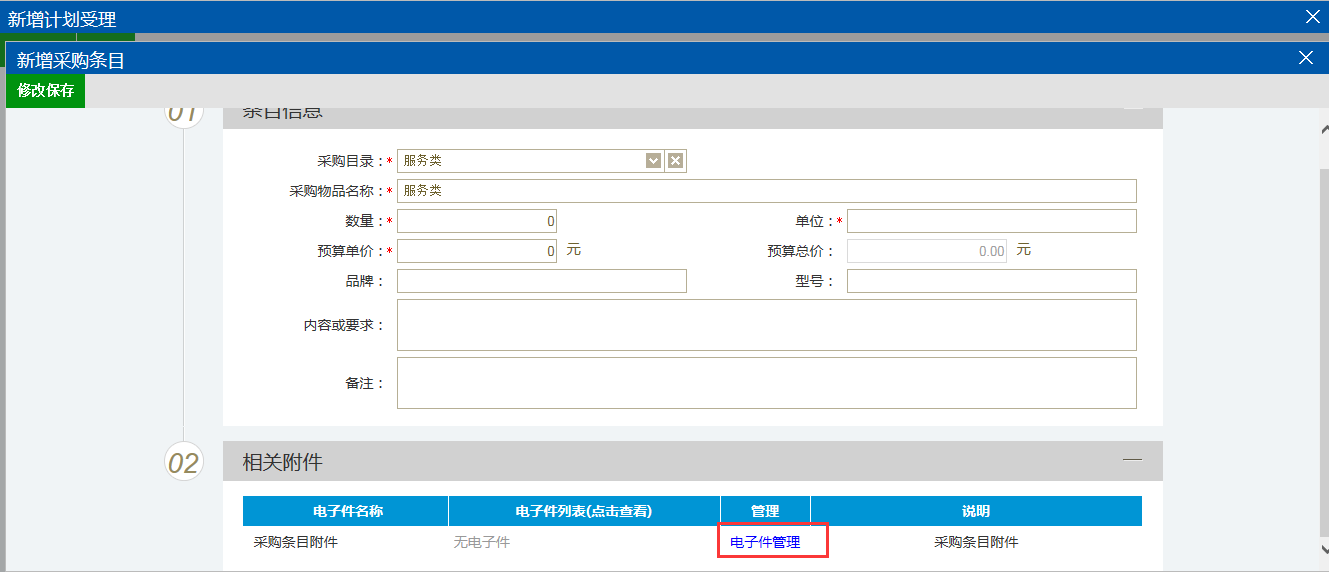 新增计划受理
新增采购条目
修改保存
01 条目信息
采购目录：* 服务类
采购物品名称：* 服务类
数量：* 0 单位：*
预算单价：* 0 元 预算总价： 0.00 元
品牌： 型号：
内容或要求：
备注：
02 相关附件
电子件名称 电子件列表(点击查看) 管理 说明
采购条目附件 无电子件 电子件管理 采购条目附件